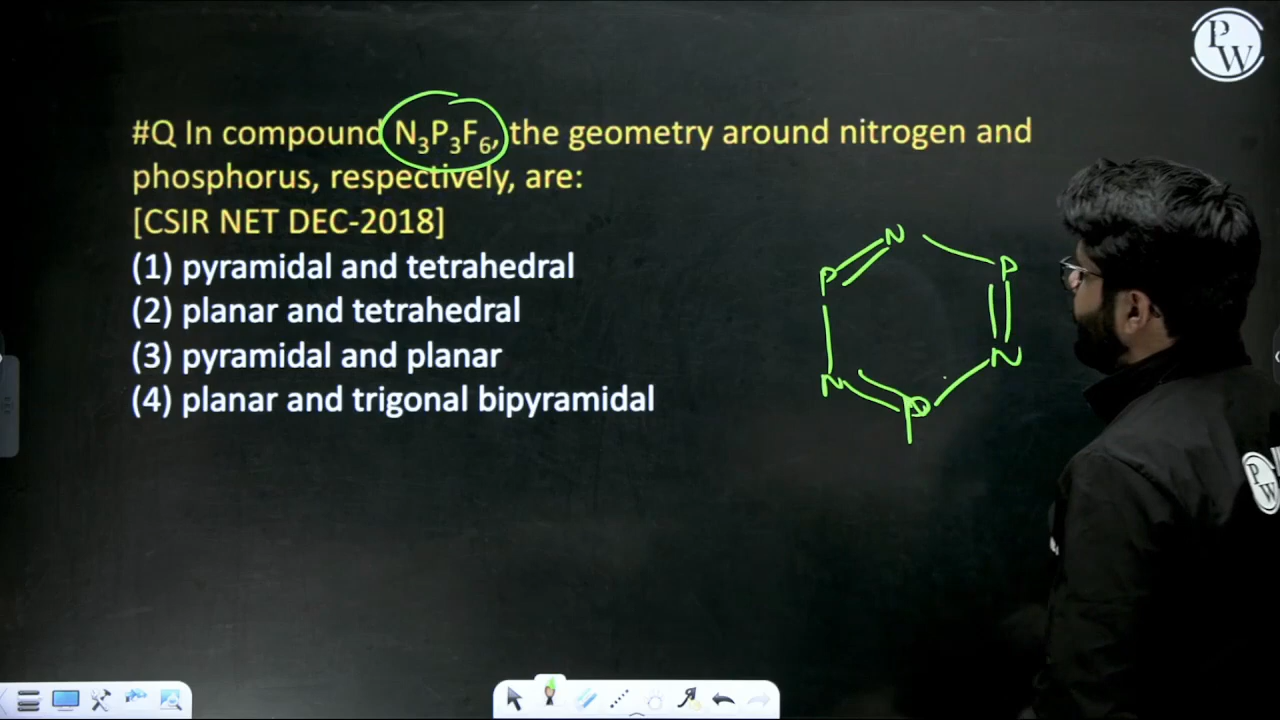 PW
#Q In compound N₃P₃F₆, the geometry around nitrogen and
phosphorus, respectively, are:
[CSIR NET DEC-2018]
(1) pyramidal and tetrahedral
(2) planar and tetrahedral
(3) pyramidal and planar
(4) planar and trigonal bipyramidal
N
P
P
N
N
P
PW